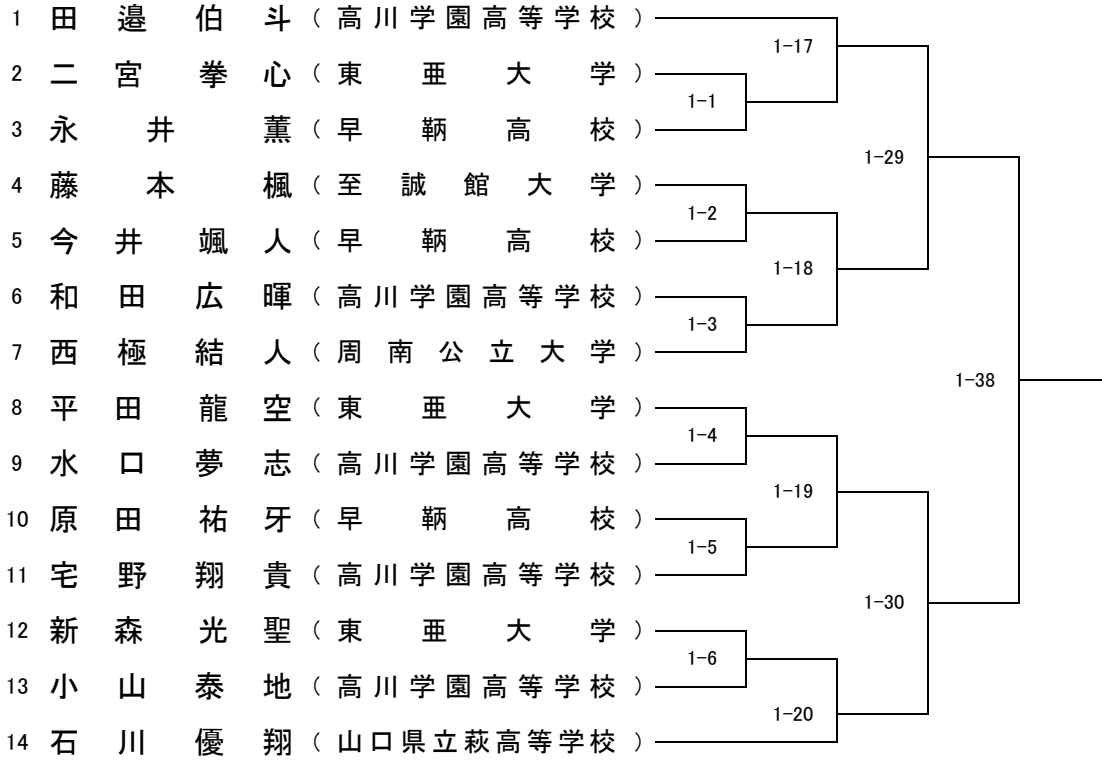 1 田邉伯斗（高川学園高等学校）
2 二宮拳心（東亜大学）
3 永井薫（早鞆高校）
4 藤本楓（至誠館大学）
5 今井颯人（早鞆高校）
6 和田広暉（高川学園高等学校）
7 西極結人（周南公立大学）
8 平田龍空（東亜大学）
9 水口夢志（高川学園高等学校）
10 原田祐牙（早鞆高校）
11 宅野翔貴（高川学園高等学校）
12 新森光聖（東亜大学）
13 小山泰地（高川学園高等学校）
14 石川優翔（山口県立萩高等学校）
1-1
1-2
1-3
1-4
1-5
1-6
1-17
1-18
1-19
1-20
1-29
1-30
1-38